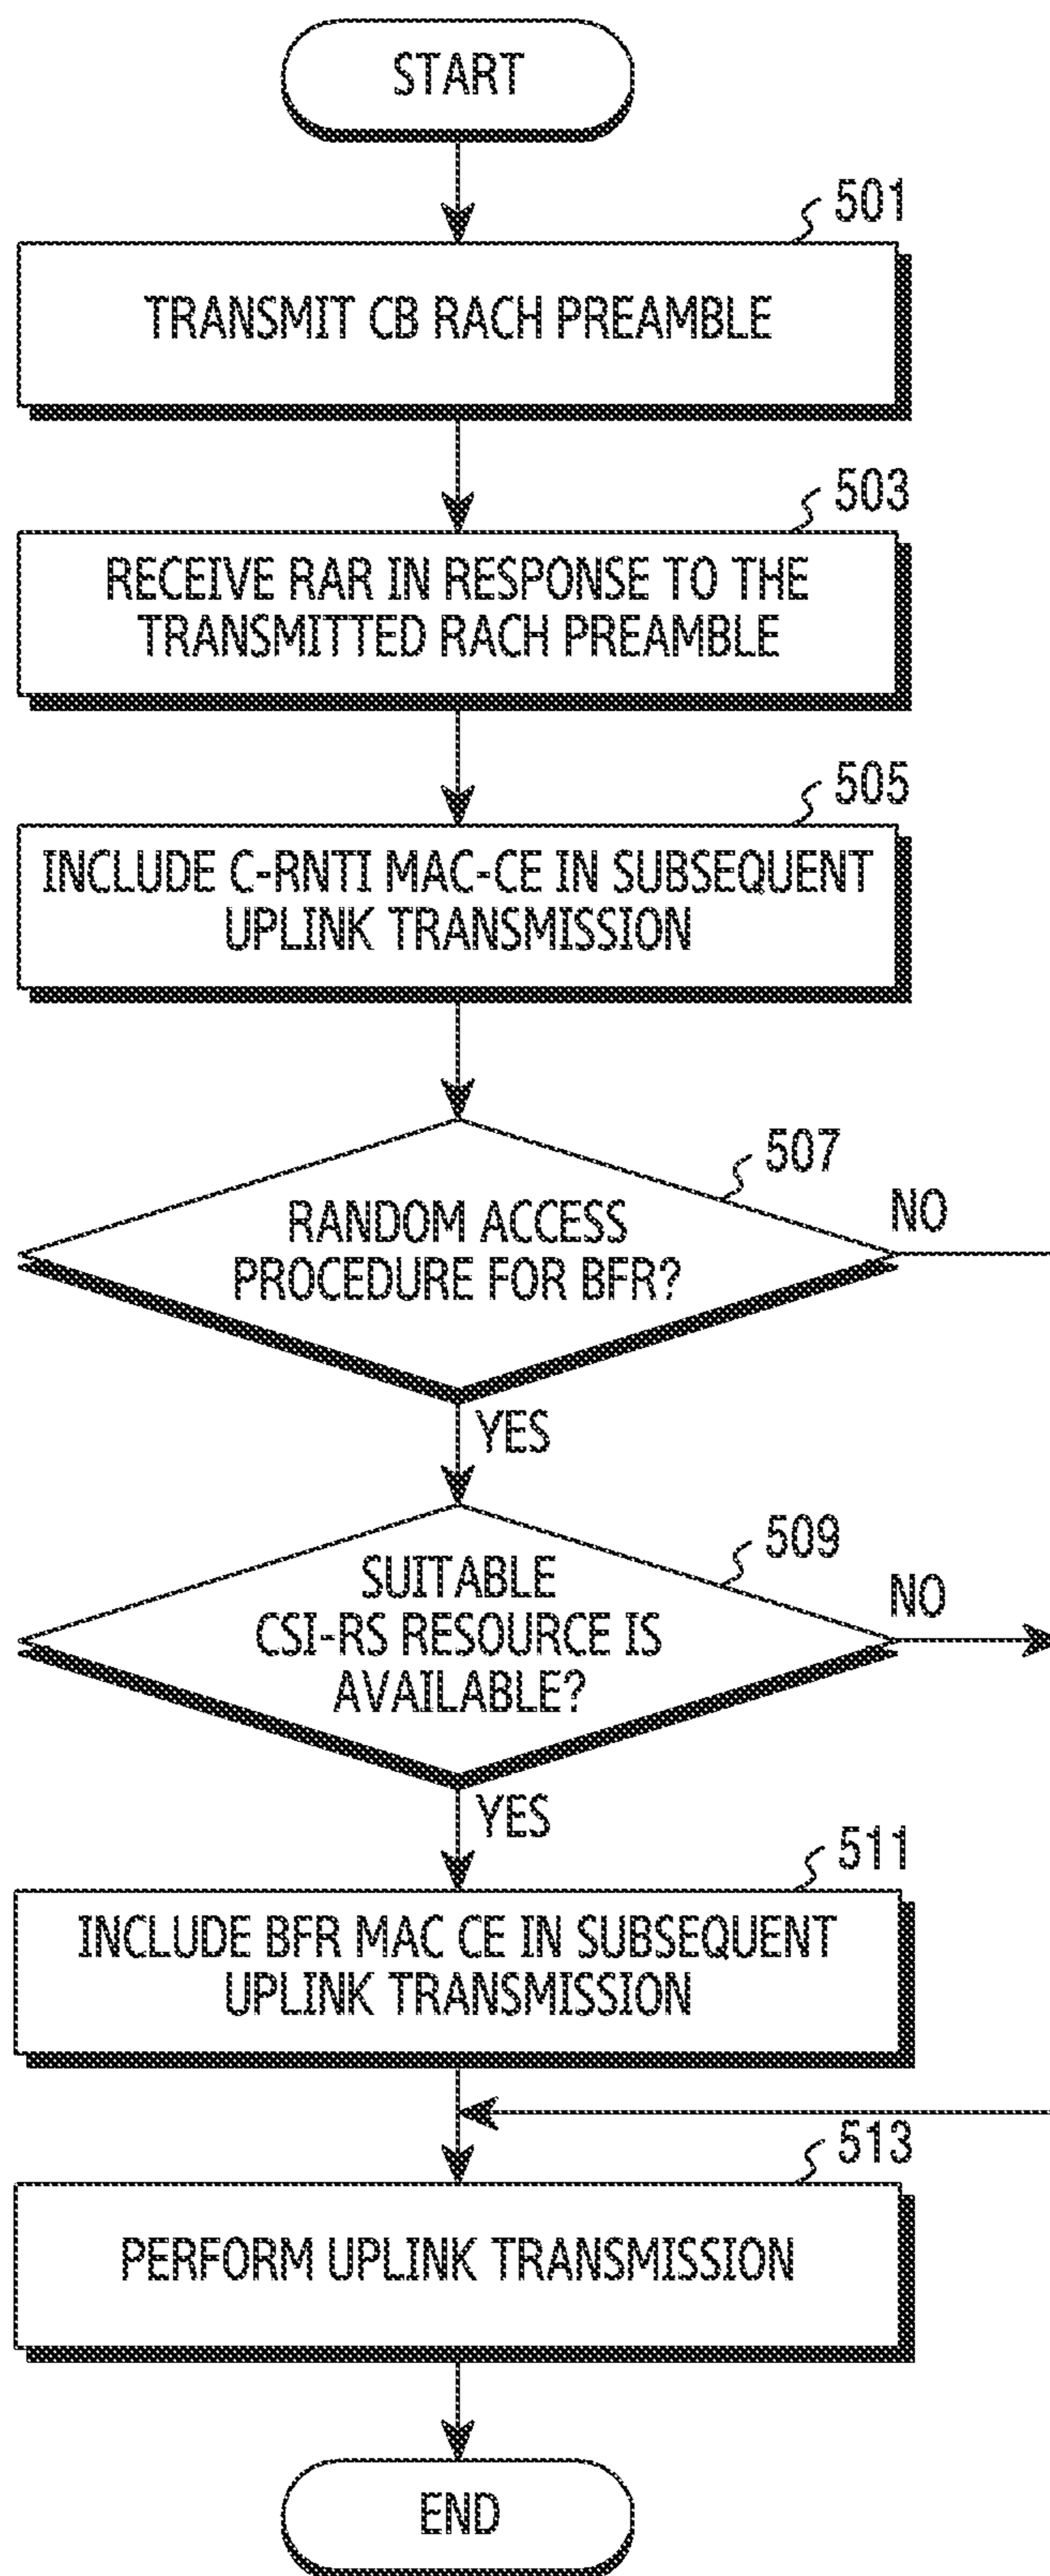 START
501
TRANSMIT CB RACH PREAMBLE
503
RECEIVE RAR IN RESPONSE TO THE
TRANSMITTED RACH PREAMBLE
505
INCLUDE C-RNTI MAC-CE IN SUBSEQUENT
UPLINK TRANSMISSION
507
RANDOM ACCESS
PROCEDURE FOR BFR?
NO
YES
509
SUITABLE
CSI-RS RESOURCE IS
AVAILABLE?
NO
YES
511
INCLUDE BFR MAC CE IN SUBSEQUENT
UPLINK TRANSMISSION
513
PERFORM UPLINK TRANSMISSION
END